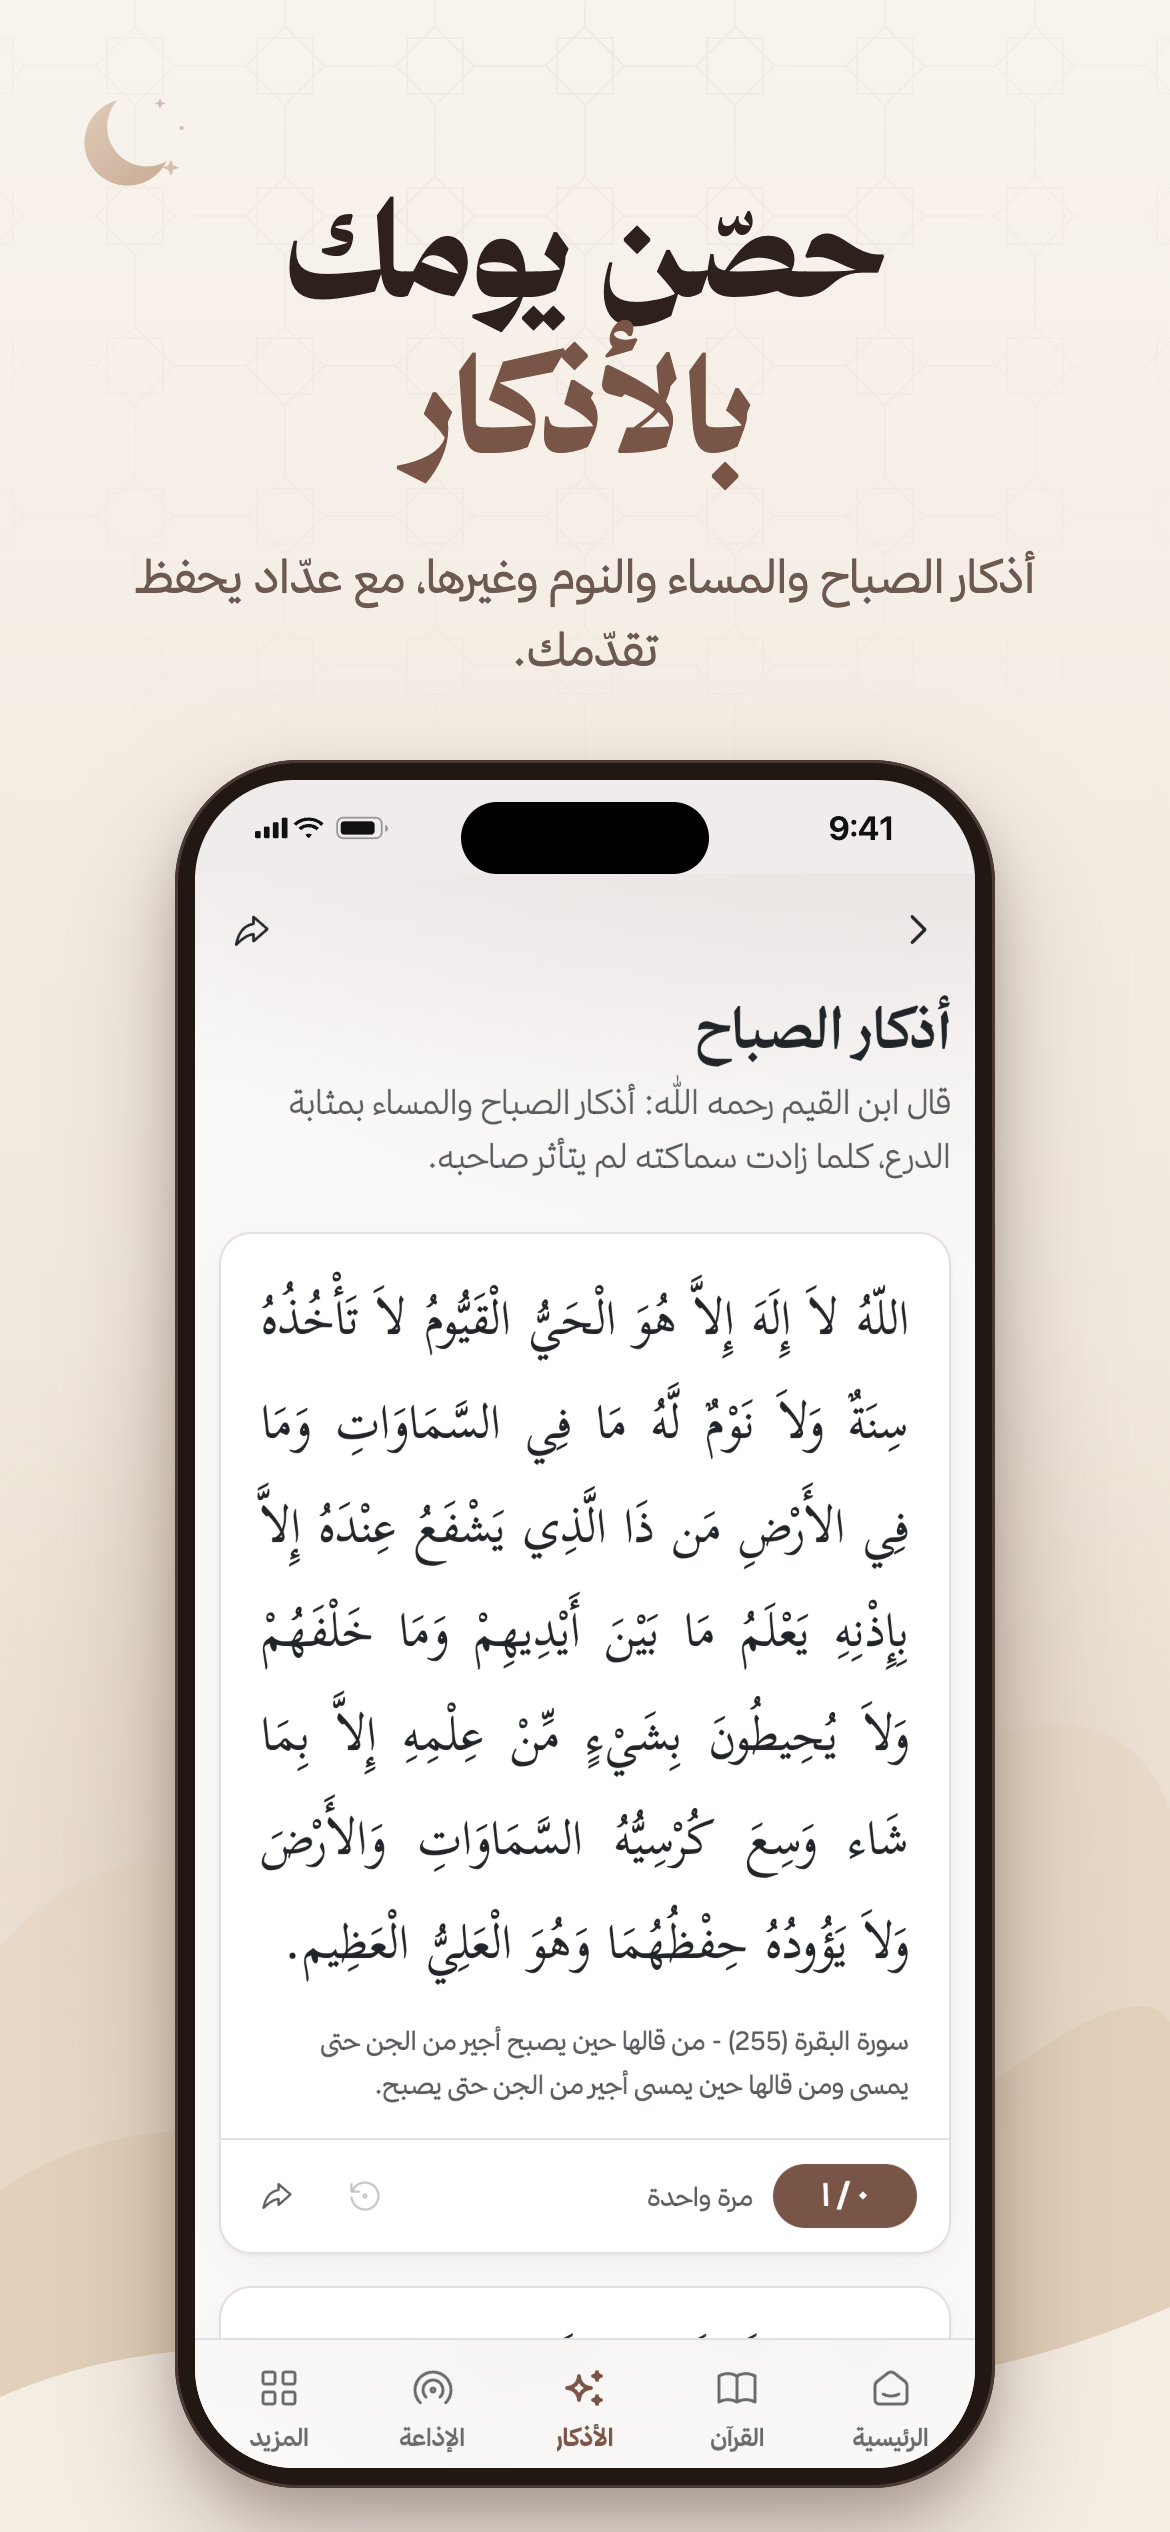 حصّن يومك
بالأذكار
أذكار الصباح والمساء والنوم وغيرها، مع عدّاد يحفظ
تقدّمك.
9:41
أذكار الصباح
قال ابن القيم رحمه الله: أذكار الصباح والمساء بمثابة
الدرع، كلما زادت سماكته لم يتأثر صاحبه.
اللّهُ لاَ إِلَهَ إِلاَّ هُوَ الْحَيُّ الْقَيُّومُ لاَ تَأْخُذُهُ
سِنَةٌ وَلاَ نَوْمٌ لَّهُ مَا فِي السَّمَاوَاتِ وَمَا
فِي الأَرْضِ مَن ذَا الَّذِي يَشْفَعُ عِنْدَهُ إِلاَّ
بِإِذْنِهِ يَعْلَمُ مَا بَيْنَ أَيْدِيهِمْ وَمَا خَلْفَهُمْ
وَلاَ يُحِيطُونَ بِشَيْءٍ مِّنْ عِلْمِهِ إِلاَّ بِمَا
شَاء وَسِعَ كُرْسِيُّهُ السَّمَاوَاتِ وَالأَرْضَ
وَلاَ يَؤُودُهُ حِفْظُهُمَا وَهُوَ الْعَلِيُّ الْعَظِيم.
سورة البقرة (255) - من قالها حين يصبح أجير من الجن حتى
يمسى ومن قالها حين يمسى أجير من الجن حتى يصبح.
٠ / ١ مرة واحدة
الرئيسية القرآن الأذكار الإذاعة المزيد